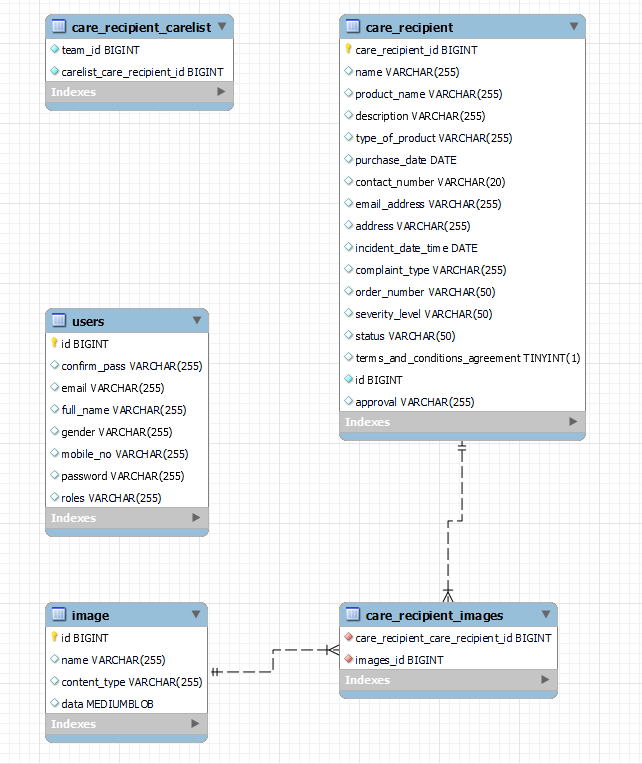 care_recipient_carelist
team_id BIGINT
carelist_care_recipient_id BIGINT
Indexes
care_recipient
care_recipient_id BIGINT
name VARCHAR(255)
product_name VARCHAR(255)
description VARCHAR(255)
type_of_product VARCHAR(255)
purchase_date DATE
contact_number VARCHAR(20)
email_address VARCHAR(255)
address VARCHAR(255)
incident_date_time DATE
complaint_type VARCHAR(255)
order_number VARCHAR(50)
severity_level VARCHAR(50)
status VARCHAR(50)
terms_and_conditions_agreement TINYINT(1)
id BIGINT
approval VARCHAR(255)
Indexes
users
id BIGINT
confirm_pass VARCHAR(255)
email VARCHAR(255)
full_name VARCHAR(255)
gender VARCHAR(255)
mobile_no VARCHAR(255)
password VARCHAR(255)
roles VARCHAR(255)
Indexes
image
id BIGINT
name VARCHAR(255)
content_type VARCHAR(255)
data MEDIUMBLOB
Indexes
care_recipient_images
care_recipient_care_recipient_id BIGINT
images_id BIGINT
Indexes